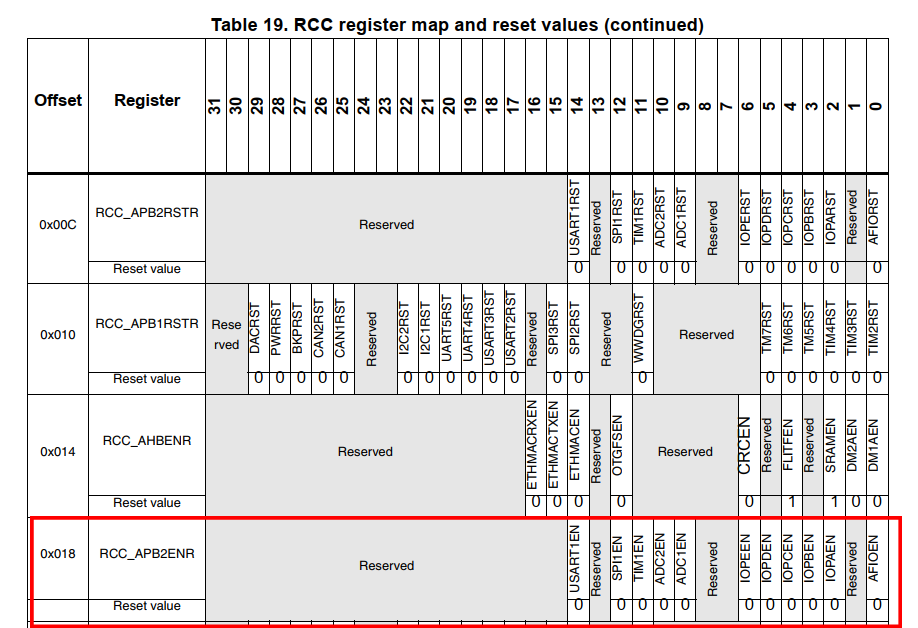 Table 19. RCC register map and reset values (continued)
Offset Register 31 30 29 28 27 26 25 24 23 22 21 20 19 18 17 16 15 14 13 12 11 10 9 8 7 6 5 4 3 2 1 0
0x00C RCC_APB2RSTR Reserved USART1RST Reserved SPI1RST TIM1RST ADC2RST ADC1RST Reserved IOPERST IOPDRST IOPCRST IOPBRST IOPARST Reserved AFIORST
Reset value 0 0 0 0 0 0 0 0 0 0 0
0x010 RCC_APB1RSTR Rese
rved DACRST PWRRST BKPRST CAN2RST CAN1RST Reserved I2C2RST I2C1RST UART5RST UART4RST USART3RST USART2RST Reserved SPI3RST SPI2RST Reserved WWDGRST Reserved TM7RST TM6RST TM5RST TIM4RST TIM3RST TIM2RST
Reset value 0 0 0 0 0 0 0 0 0 0 0 0 0 0 0 0 0 0 0 0
0x014 RCC_AHBENR Reserved ETHMACRXEN ETHMACTXEN ETHMACEN Reserved OTGFSEN Reserved CRCEN Reserved FLITFEN Reserved SRAMEN DM2AEN DM1AEN
Reset value 0 0 0 0 0 1 1 0 0
0x018 RCC_APB2ENR Reserved USART1EN Reserved SPI1EN TIM1EN ADC2EN ADC1EN Reserved IOPEEN IOPDEN IOPCEN IOPBEN IOPAEN Reserved AFIOEN
Reset value 0 0 0 0 0 0 0 0 0 0 0